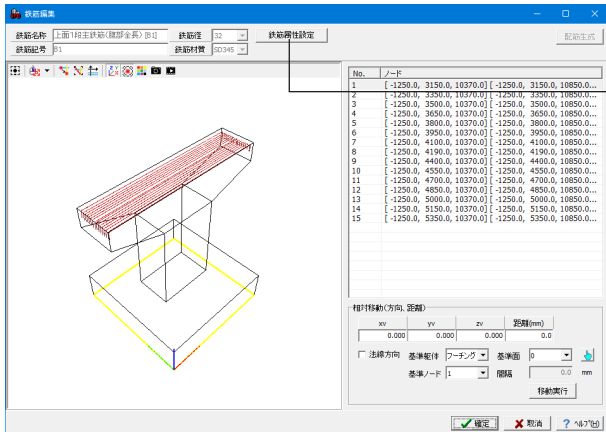 鉄筋編集
鉄筋名称 上面1段主鉄筋(腹部全長) [B1] 鉄筋径 32 鉄筋属性設定 配筋生成
鉄筋記号 B1 鉄筋材質 SD345
No. ノード
1 [ -1250.0, 3150.0, 10370.0] [ -1250.0, 3150.0, 10850.0...
2 [ -1250.0, 3350.0, 10370.0] [ -1250.0, 3350.0, 10850.0...
3 [ -1250.0, 3500.0, 10370.0] [ -1250.0, 3500.0, 10850.0...
4 [ -1250.0, 3650.0, 10370.0] [ -1250.0, 3650.0, 10850.0...
5 [ -1250.0, 3800.0, 10370.0] [ -1250.0, 3800.0, 10850.0...
6 [ -1250.0, 3950.0, 10370.0] [ -1250.0, 3950.0, 10850.0...
7 [ -1250.0, 4100.0, 10370.0] [ -1250.0, 4100.0, 10850.0...
8 [ -1250.0, 4190.0, 10370.0] [ -1250.0, 4190.0, 10850.0...
9 [ -1250.0, 4400.0, 10370.0] [ -1250.0, 4400.0, 10850.0...
10 [ -1250.0, 4550.0, 10370.0] [ -1250.0, 4550.0, 10850.0...
11 [ -1250.0, 4700.0, 10370.0] [ -1250.0, 4700.0, 10850.0...
12 [ -1250.0, 4850.0, 10370.0] [ -1250.0, 4850.0, 10850.0...
13 [ -1250.0, 5000.0, 10370.0] [ -1250.0, 5000.0, 10850.0...
14 [ -1250.0, 5150.0, 10370.0] [ -1250.0, 5150.0, 10850.0...
15 [ -1250.0, 5350.0, 10370.0] [ -1250.0, 5350.0, 10850.0...
相対移動(方向、距離)
xv yv zv 距離(mm)
0.000 0.000 0.000 0.0
法線方向 基準躯体 フーチング 基準面 0
基準ノード 1 間隔 0.0 mm
移動実行
確定 取消 ? ヘルプ(H)